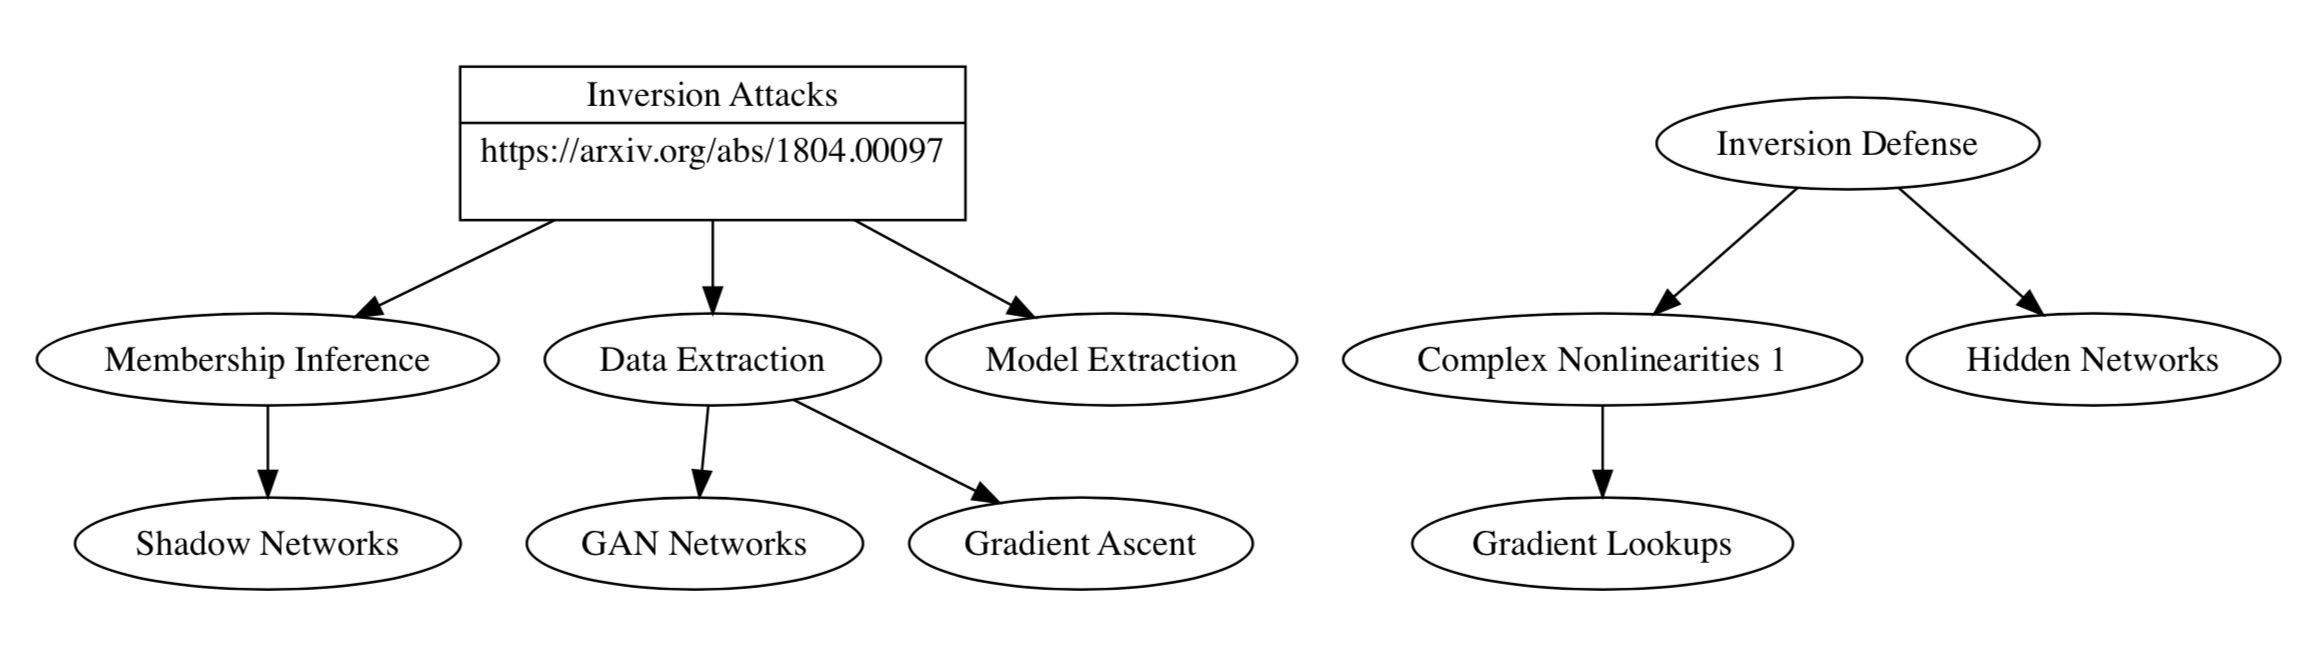 Inversion Attacks
https://arxiv.org/abs/1804.00097
Inversion Defense
Membership Inference
Data Extraction
Model Extraction
Complex Nonlinearities 1
Hidden Networks
Shadow Networks
GAN Networks
Gradient Ascent
Gradient Lookups